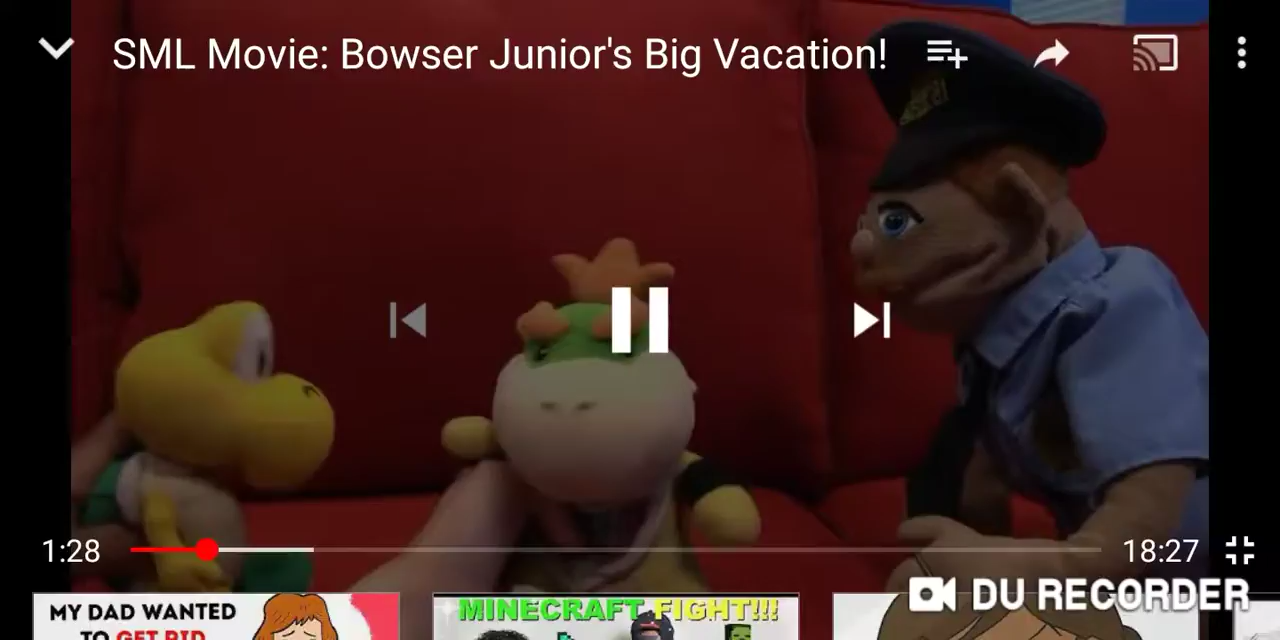 SML Movie: Bowser Junior's Big Vacation!
1:28
18:27
DU RECORDER
MY DAD WANTED
TO GET RID
MINECRAFT FIGHT!!!